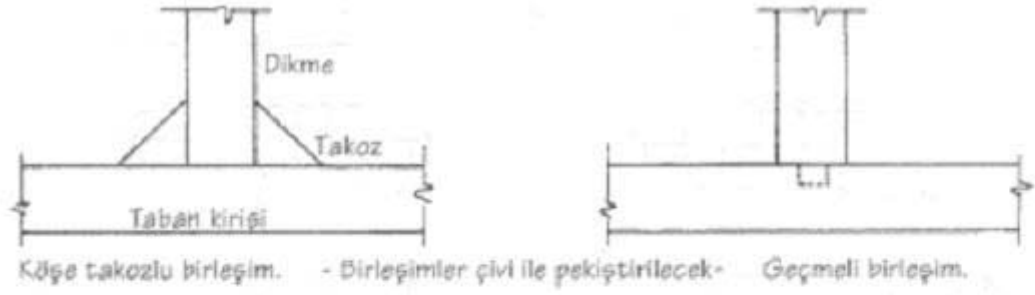 Dikme
Takoz
Taban kirişi
Köşe takozlu birleşim. - Birleşimler çivi ile pekiştirilecek- Geçmeli birleşim.